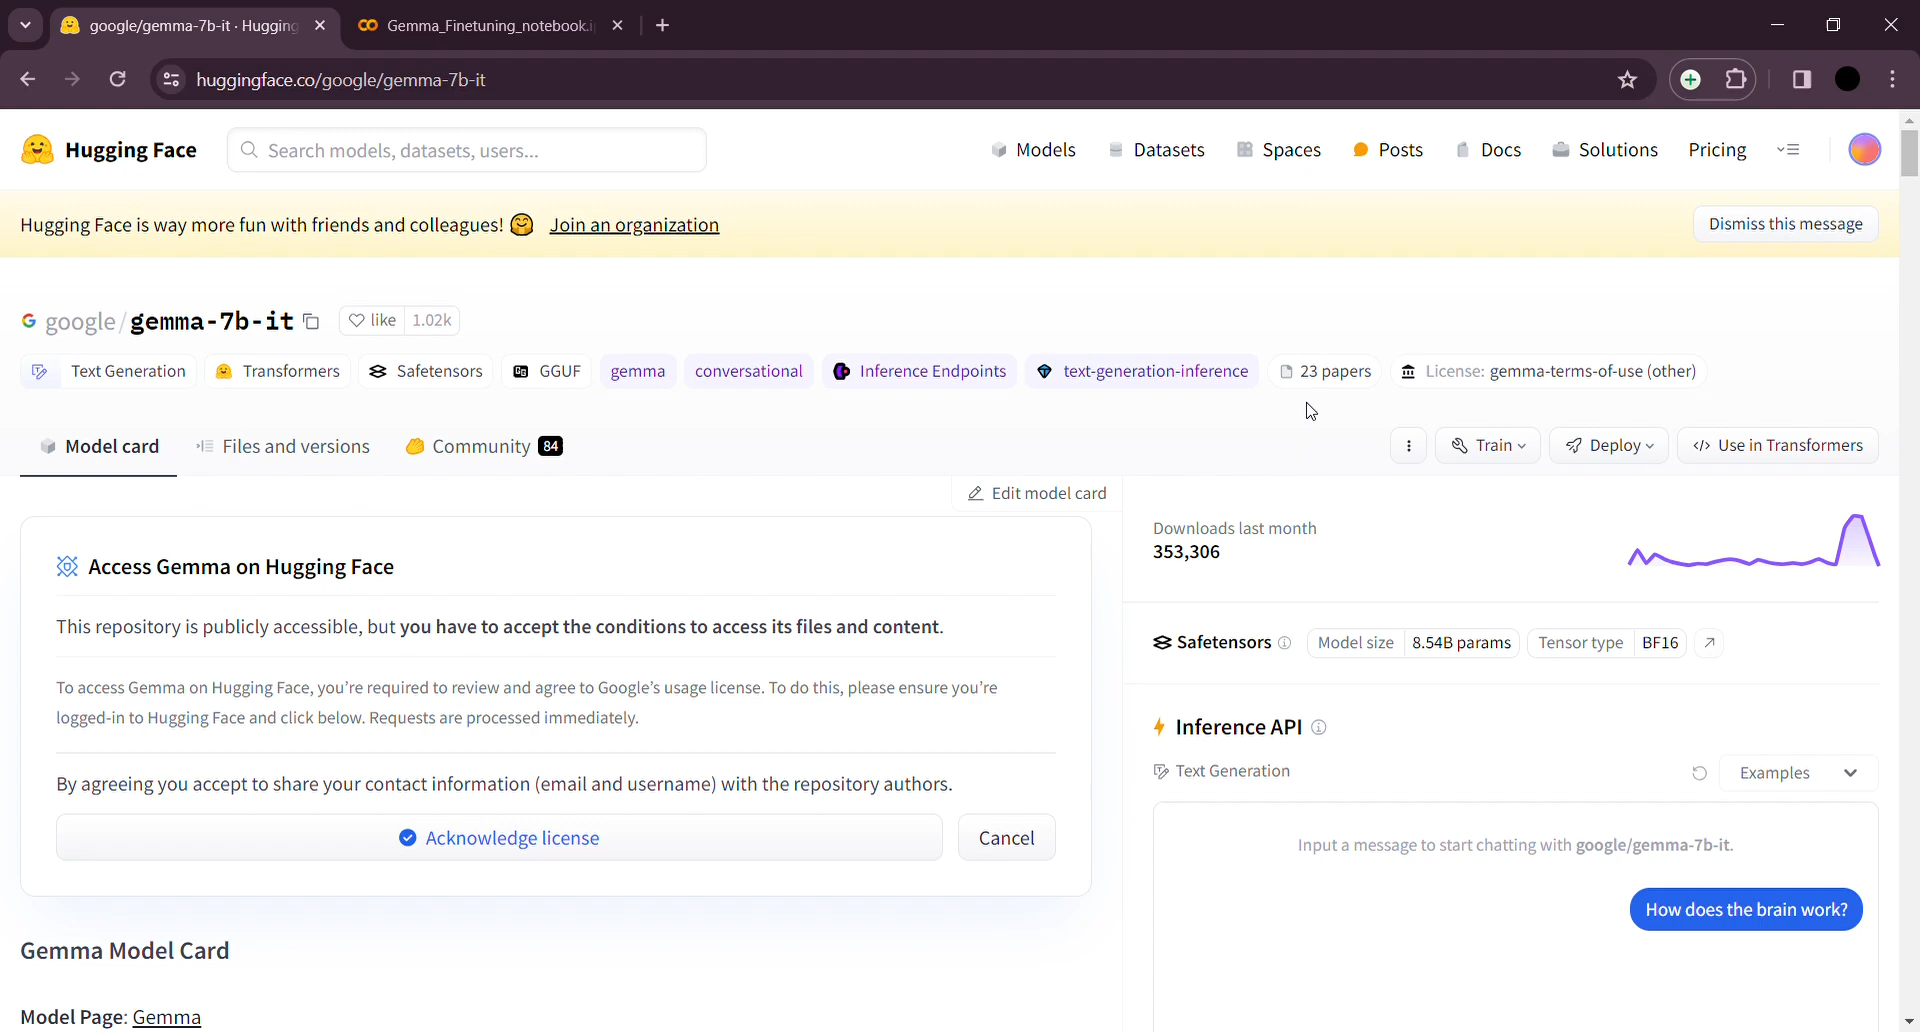 google/gemma-7b-it · Hugging
Gemma_Finetuning_notebook.i
huggingface.co/google/gemma-7b-it
Hugging Face
Search models, datasets, users...
Models
Datasets
Spaces
Posts
Docs
Solutions
Pricing
Hugging Face is way more fun with friends and colleagues! 🤗 Join an organization
Dismiss this message
google/gemma-7b-it
like 1.02k
Text Generation
Transformers
Safetensors
GGUF
gemma
conversational
Inference Endpoints
text-generation-inference
23 papers
License: gemma-terms-of-use (other)
Model card
Files and versions
Community 84
Train
Deploy
</> Use in Transformers
Edit model card
Access Gemma on Hugging Face
This repository is publicly accessible, but you have to accept the conditions to access its files and content.
To access Gemma on Hugging Face, you’re required to review and agree to Google’s usage license. To do this, please ensure you’re
logged-in to Hugging Face and click below. Requests are processed immediately.
By agreeing you accept to share your contact information (email and username) with the repository authors.
Acknowledge license
Cancel
Gemma Model Card
Model Page: Gemma
Downloads last month
353,306
Safetensors
Model size 8.54B params
Tensor type BF16
Inference API
Text Generation
Examples
Input a message to start chatting with google/gemma-7b-it.
How does the brain work?